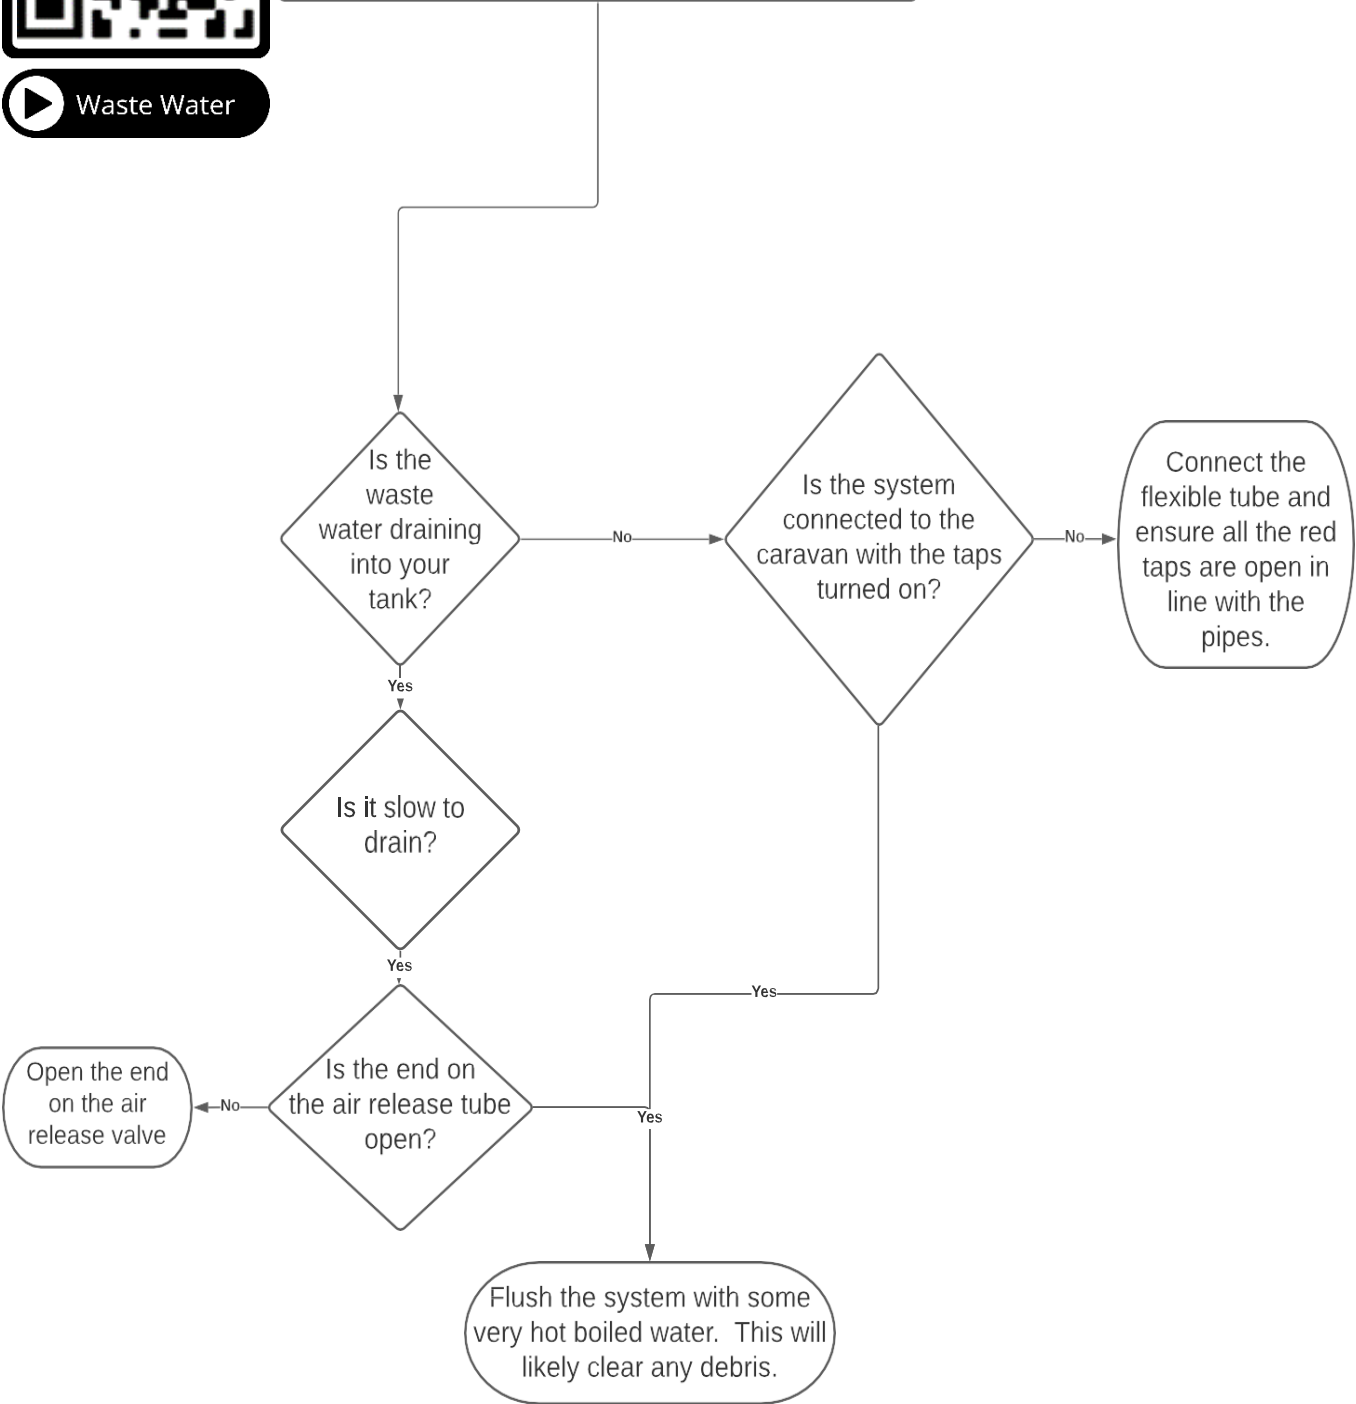 Waste Water
Is the
waste
water draining
into your
tank?
No
Is the system
connected to the
caravan with the taps
turned on?
No
Connect the
flexible tube and
ensure all the red
taps are open in
line with the
pipes.
Yes
Is it slow to
drain?
Yes
Yes
Is the end on
the air release tube
open?
No
Open the end
on the air
release valve
Yes
Flush the system with some
very hot boiled water.  This will
likely clear any debris.